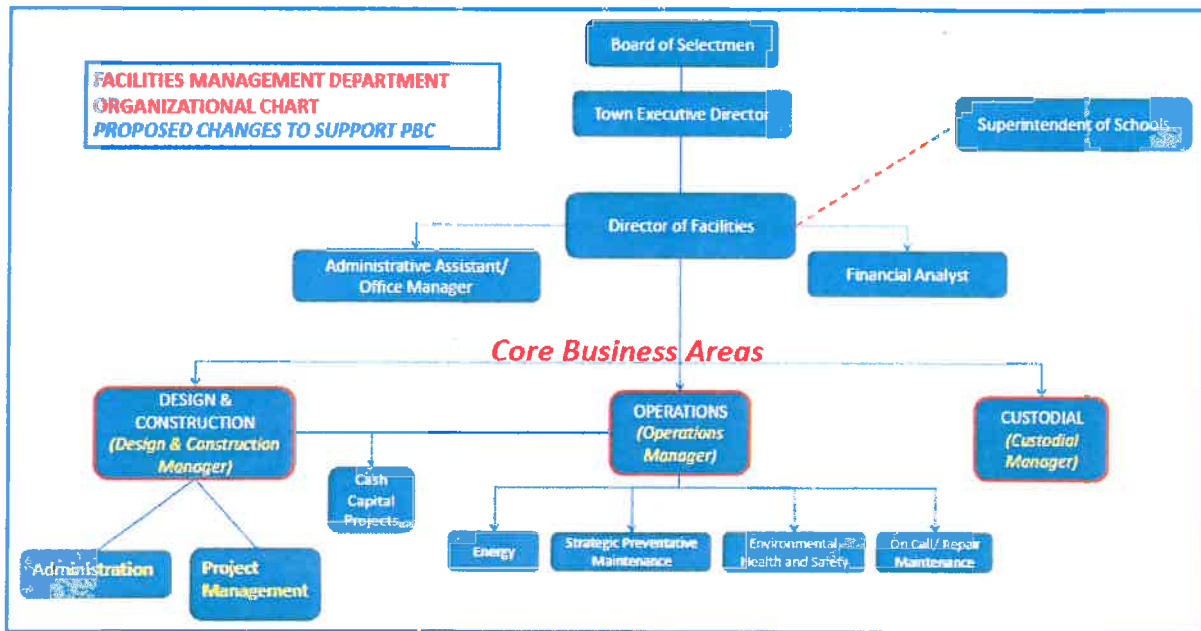 Board of Selectmen
FACILITIES MANAGEMENT DEPARTMENT
ORGANIZATIONAL CHART
PROPOSED CHANGES TO SUPPORT PBC
Town Executive Director
Superintendent of Schools
Director of Facilities
Administrative Assistant/
Office Manager
Financial Analyst
Core Business Areas
DESIGN &
CONSTRUCTION
(Design & Construction
Manager)
OPERATIONS
(Operations
Manager)
CUSTODIAL
(Custodial
Manager)
Cash
Capital
Projects
Energy
Strategic Preventative
Maintenance
Environmental
Health and Safety
On Call/ Repair
Maintenance
Administration
Project
Management